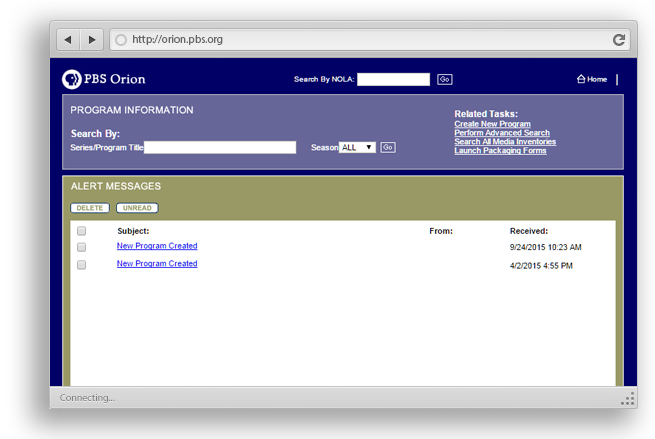 http://orion.pbs.org
PBS Orion
Search By NOLA:
Go
Home
PROGRAM INFORMATION
Search By:
Series/Program Title
Season
ALL
Go
Related Tasks:
Create New Program
Perform Advanced Search
Search All Media Inventories
Launch Packaging Forms
ALERT MESSAGES
DELETE
UNREAD
Subject:
From:
Received:
New Program Created
9/24/2015 10:23 AM
New Program Created
4/2/2015 4:55 PM
Connecting...